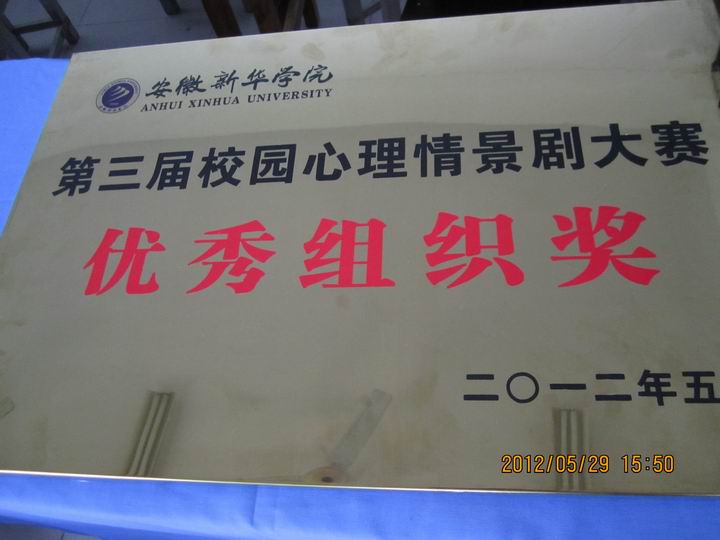 安徽新华学院
ANHUI XINHUA UNIVERSITY
第三届校园心理情景剧大赛
优秀组织奖
二〇一二年五
2012/05/29 15:50